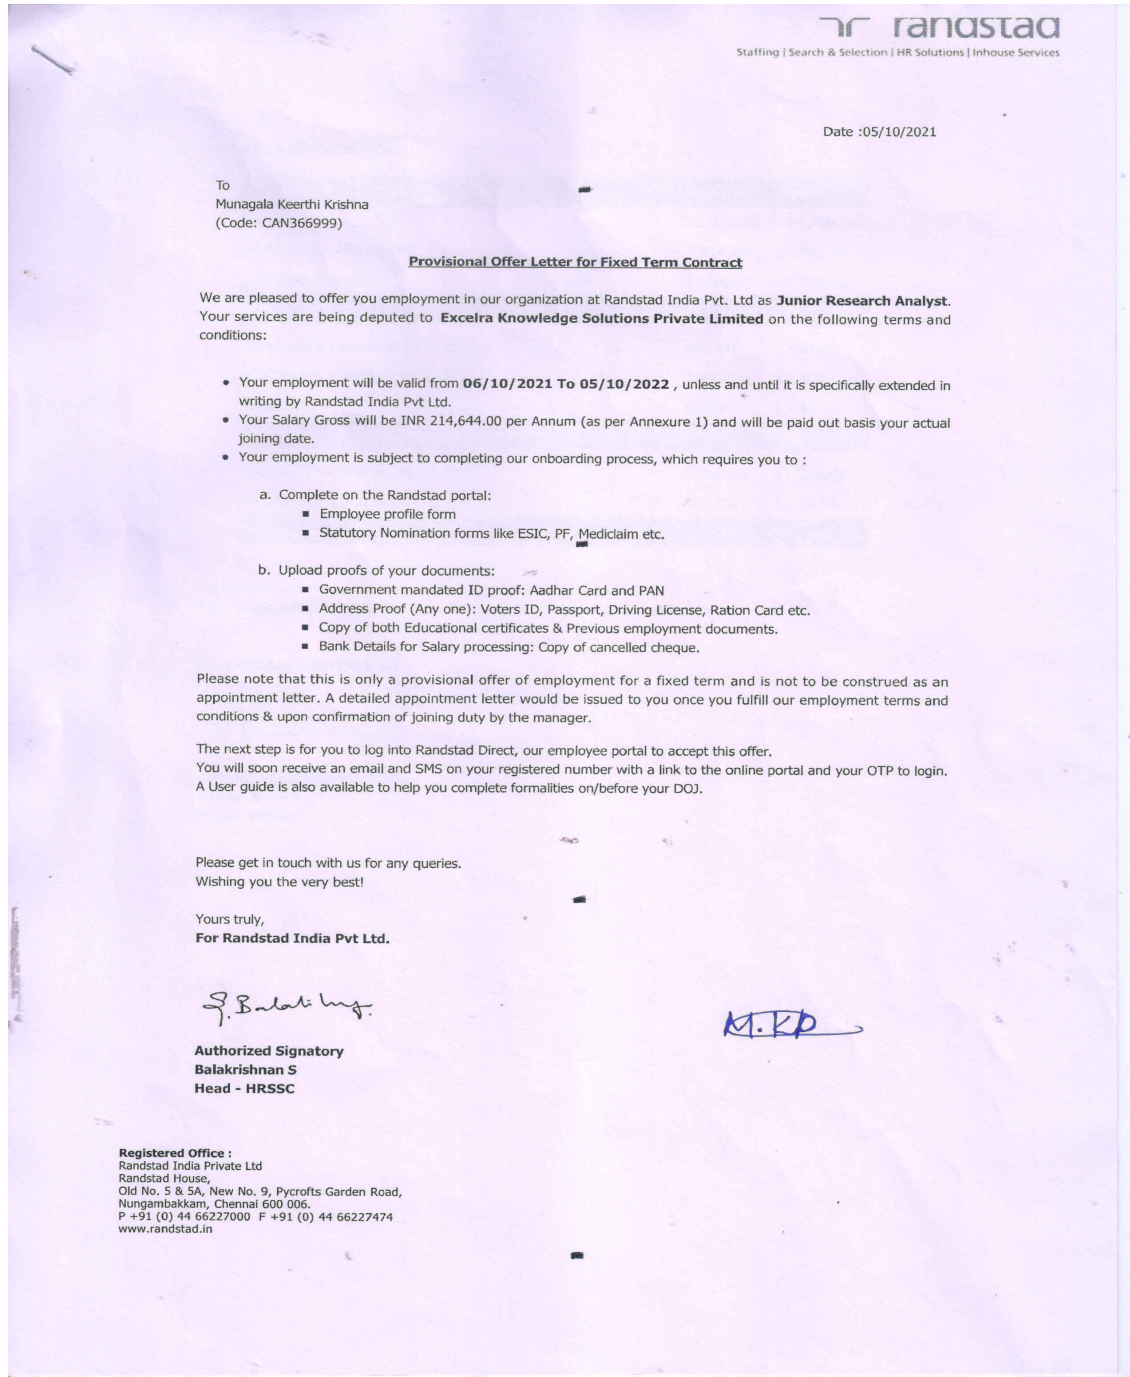 randstad
Staffing | Search & Selection | HR Solutions | Inhouse Services
Date :05/10/2021
To
Munagala Keerthi Krishna
(Code: CAN366999)
Provisional Offer Letter for Fixed Term Contract
We are pleased to offer you employment in our organization at Randstad India Pvt. Ltd as Junior Research Analyst.
Your services are being deputed to Excelra Knowledge Solutions Private Limited on the following terms and
conditions:
• Your employment will be valid from 06/10/2021 To 05/10/2022 , unless and until it is specifically extended in
writing by Randstad India Pvt Ltd.
• Your Salary Gross will be INR 214,644.00 per Annum (as per Annexure 1) and will be paid out basis your actual
joining date.
• Your employment is subject to completing our onboarding process, which requires you to :
a. Complete on the Randstad portal:
▪ Employee profile form
▪ Statutory Nomination forms like ESIC, PF, Mediclaim etc.
b. Upload proofs of your documents:
▪ Government mandated ID proof: Aadhar Card and PAN
▪ Address Proof (Any one): Voters ID, Passport, Driving License, Ration Card etc.
▪ Copy of both Educational certificates & Previous employment documents.
▪ Bank Details for Salary processing: Copy of cancelled cheque.
Please note that this is only a provisional offer of employment for a fixed term and is not to be construed as an
appointment letter. A detailed appointment letter would be issued to you once you fulfill our employment terms and
conditions & upon confirmation of joining duty by the manager.
The next step is for you to log into Randstad Direct, our employee portal to accept this offer.
You will soon receive an email and SMS on your registered number with a link to the online portal and your OTP to login.
A User guide is also available to help you complete formalities on/before your DOJ.
Please get in touch with us for any queries.
Wishing you the very best!
Yours truly,
For Randstad India Pvt Ltd.
Authorized Signatory
Balakrishnan S
Head - HRSSC
Registered Office :
Randstad India Private Ltd
Randstad House,
Old No. 5 & 5A, New No. 9, Pycrofts Garden Road,
Nungambakkam, Chennai 600 006.
P +91 (0) 44 66227000 F +91 (0) 44 66227474
www.randstad.in